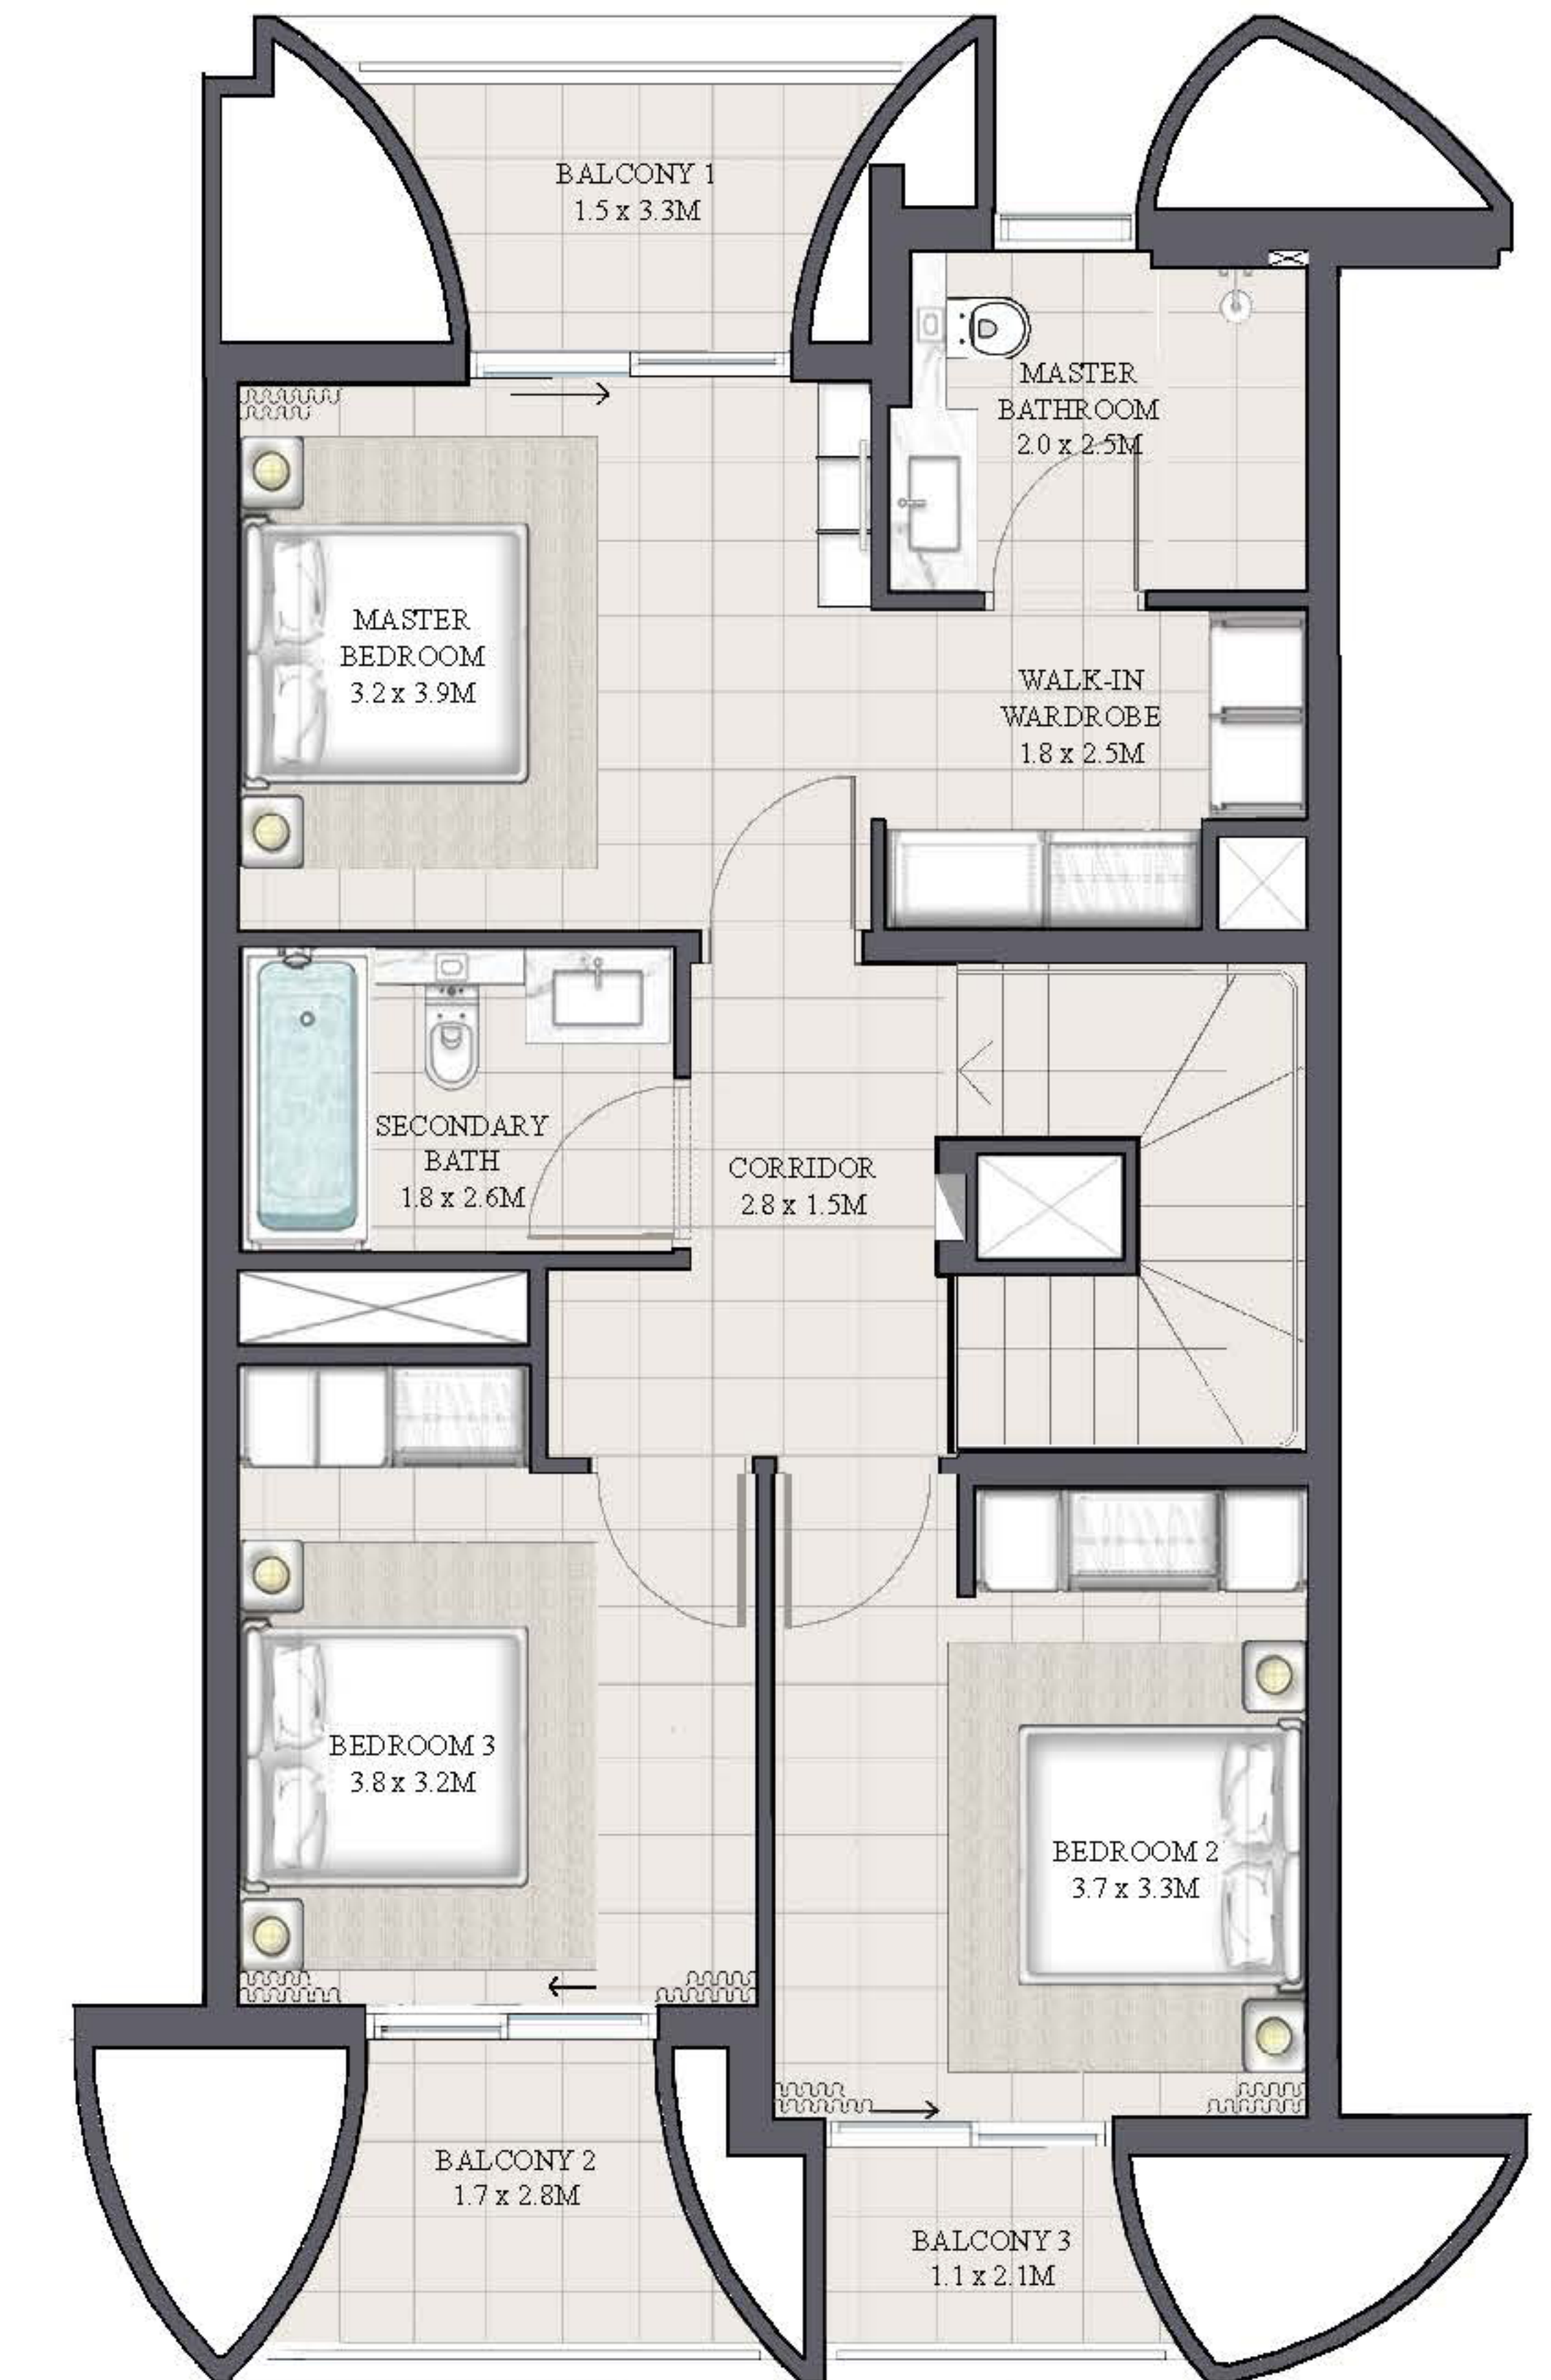 BALCONY 1
1.5 x 3.3M
MASTER
BATHROOM
2.0 x 2.5M
MASTER
BEDROOM
3.2 x 3.9M
WALK-IN
WARDROBE
1.8 x 2.5M
SECONDARY
BATH
1.8 x 2.6M
CORRIDOR
2.8 x 1.5M
BEDROOM 3
3.8 x 3.2M
BEDROOM 2
3.7 x 3.3M
BALCONY 2
1.7 x 2.8M
BALCONY 3
1.1 x 2.1M